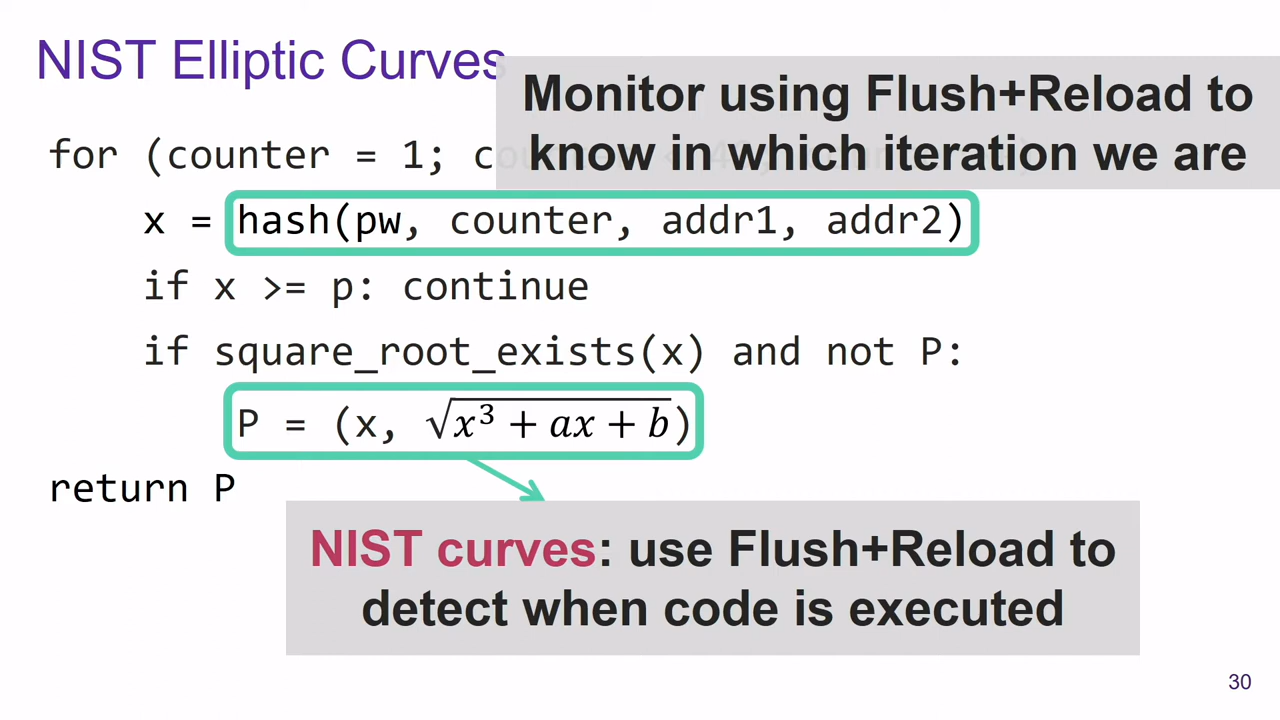 NIST Elliptic Curves
Monitor using Flush+Reload to
know in which iteration we are
for (counter = 1; c
x = hash(pw, counter, addr1, addr2)
if x >= p: continue
if square_root_exists(x) and not P:
P = (x, √x³ + ax + b)
return P
NIST curves: use Flush+Reload to
detect when code is executed
30